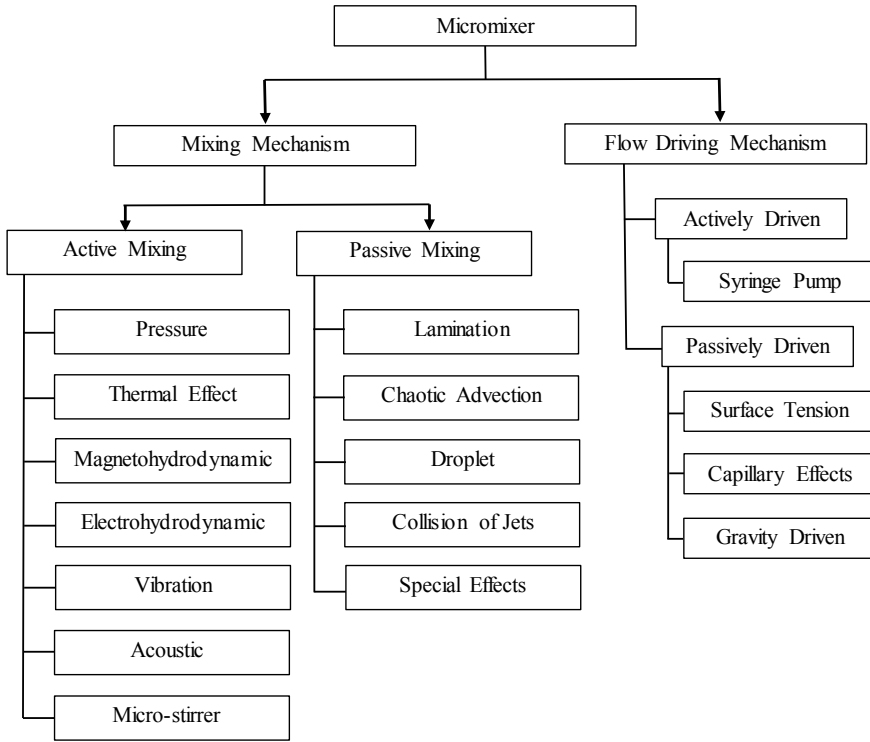 Micromixer
Mixing Mechanism
Flow Driving Mechanism
Active Mixing
Passive Mixing
Actively Driven
Syringe Pump
Pressure
Lamination
Passively Driven
Thermal Effect
Chaotic Advection
Surface Tension
Magnetohydrodynamic
Droplet
Capillary Effects
Electrohydrodynamic
Collision of Jets
Gravity Driven
Vibration
Special Effects
Acoustic
Micro-stirrer